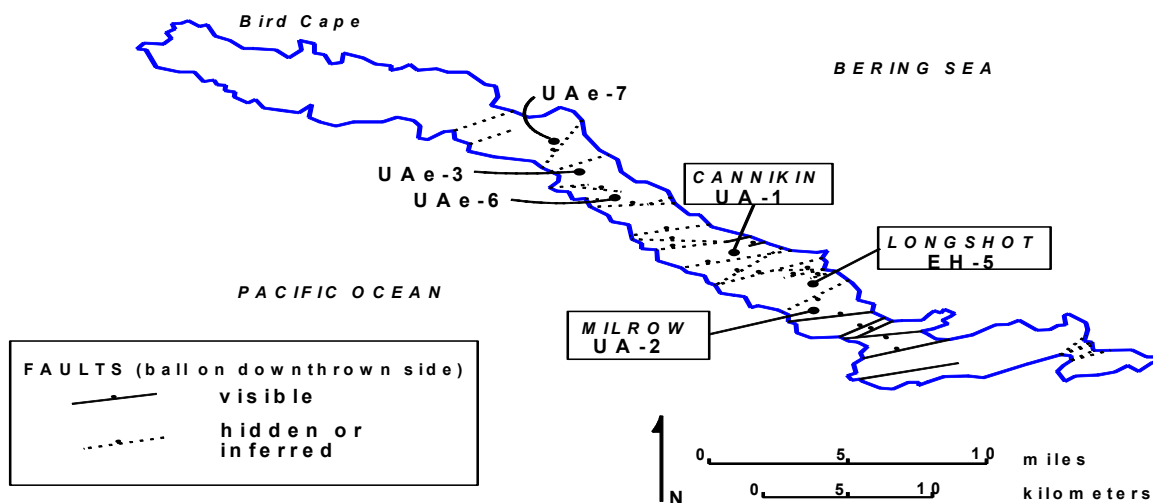 Bird Cape
BERING SEA
UAe-7
UAe-3
UAe-6
CANNIKIN
UA-1
LONGSHOT
EH-5
PACIFIC OCEAN
MILROW
UA-2
FAULTS (ball on downthrown side)
visible
hidden or
inferred
N
0 5 10 miles
0 5 10 kilometers